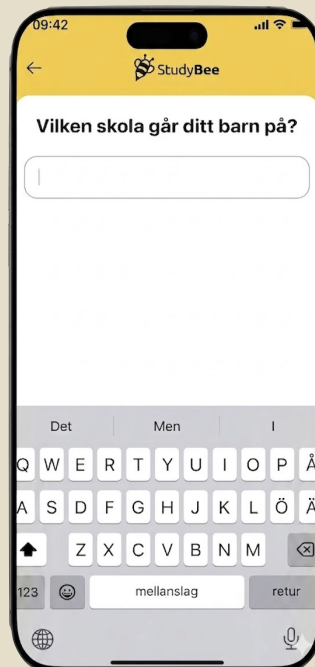 09:42
StudyBee
Vilken skola går ditt barn på?
Det Men I
Q W E R T Y U I O P Å
A S D F G H J K L Ö Ä
Z X C V B N M
123 mellanslag retur